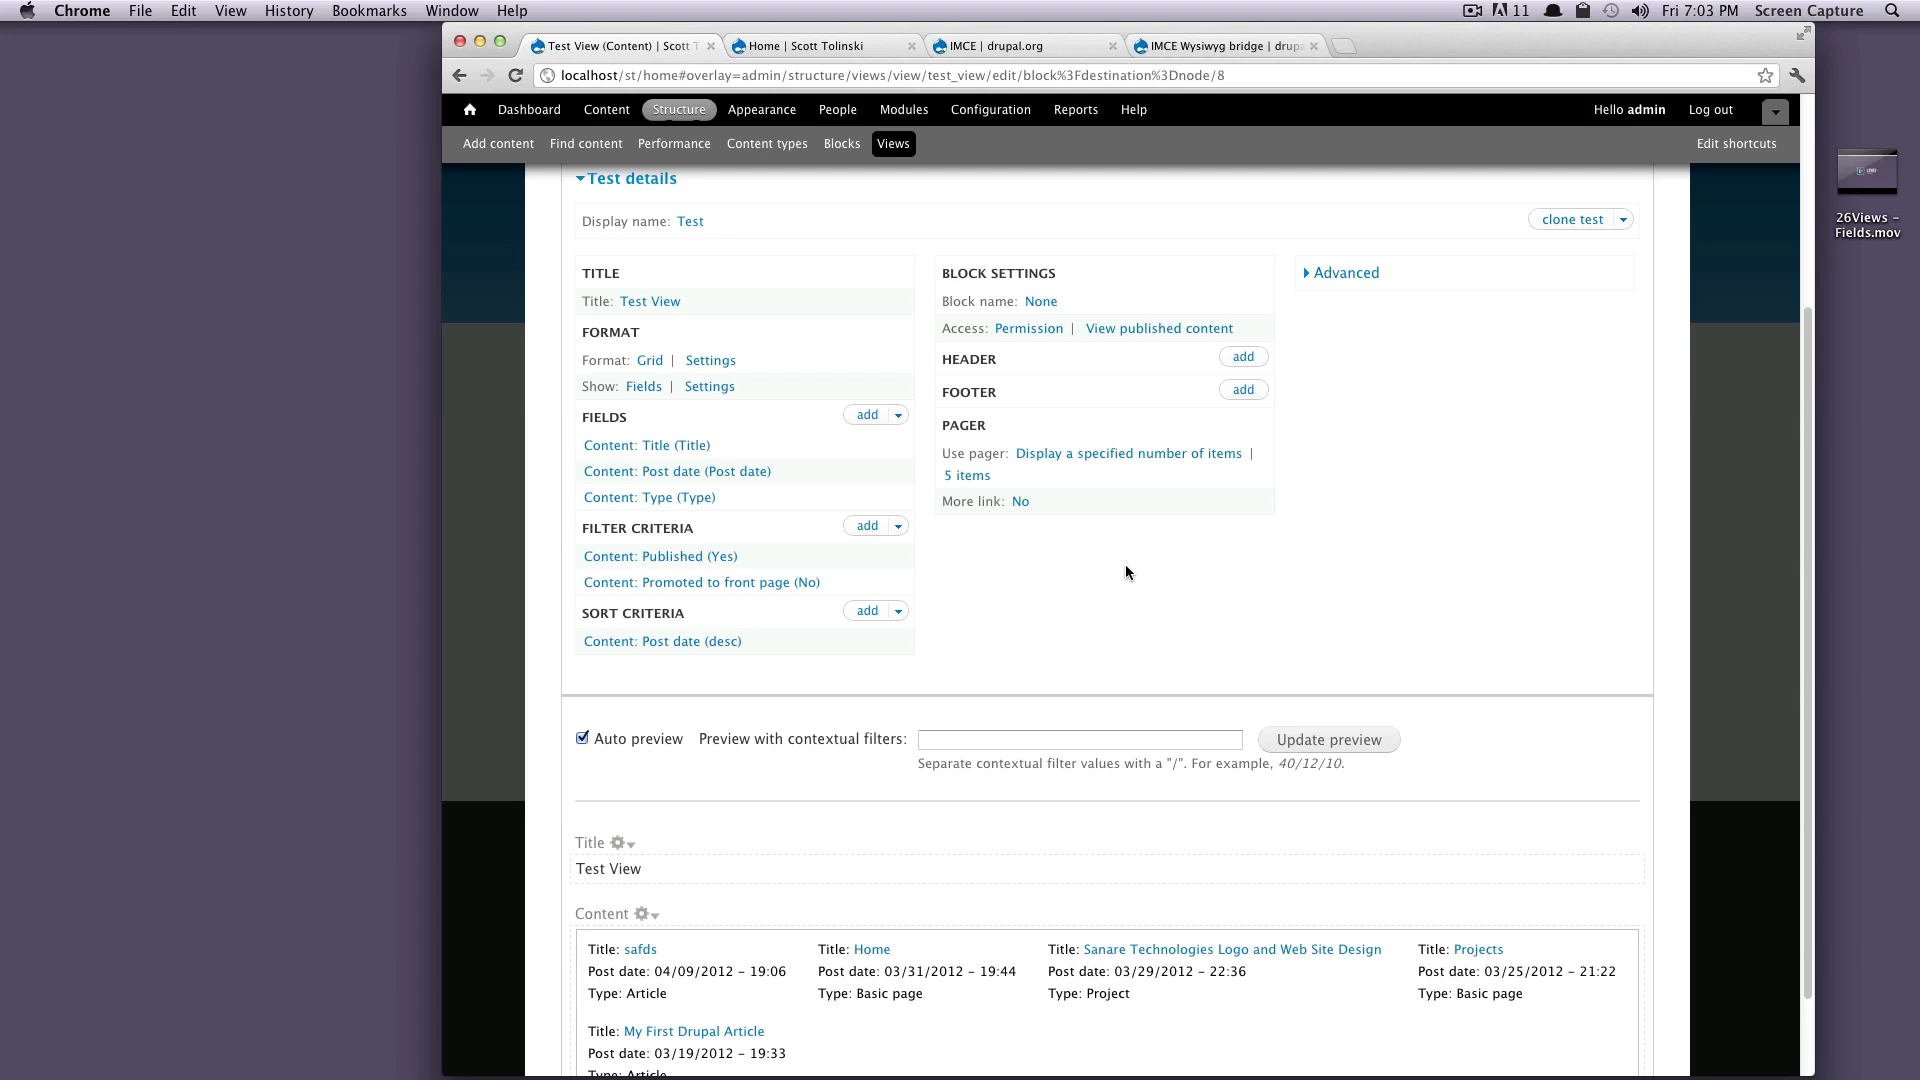 Chrome File Edit View History Bookmarks Window Help 11 Fri 7:03 PM Screen Capture
Test View (Content) | Scott T Home | Scott Tolinski IMCE | drupal.org IMCE Wysiwyg bridge | drupa
localhost/st/home#overlay=admin/structure/views/view/test_view/edit/block%3Fdestination%3Dnode/8
Dashboard Content Structure Appearance People Modules Configuration Reports Help Hello admin Log out
Add content Find content Performance Content types Blocks Views Edit shortcuts
26Views -
Fields.mov
Test details
Display name: Test clone test
TITLE
Title: Test View
FORMAT
Format: Grid | Settings
Show: Fields | Settings
FIELDS add
Content: Title (Title)
Content: Post date (Post date)
Content: Type (Type)
FILTER CRITERIA add
Content: Published (Yes)
Content: Promoted to front page (No)
SORT CRITERIA add
Content: Post date (desc)
BLOCK SETTINGS
Block name: None
Access: Permission | View published content
HEADER add
FOOTER add
PAGER
Use pager: Display a specified number of items |
5 items
More link: No
Advanced
Auto preview Preview with contextual filters: Update preview
Separate contextual filter values with a "/". For example, 40/12/10.
Title
Test View
Content
Title: safds
Post date: 04/09/2012 - 19:06
Type: Article
Title: Home
Post date: 03/31/2012 - 19:44
Type: Basic page
Title: Sanare Technologies Logo and Web Site Design
Post date: 03/29/2012 - 22:36
Type: Project
Title: Projects
Post date: 03/25/2012 - 21:22
Type: Basic page
Title: My First Drupal Article
Post date: 03/19/2012 - 19:33
Type: Article